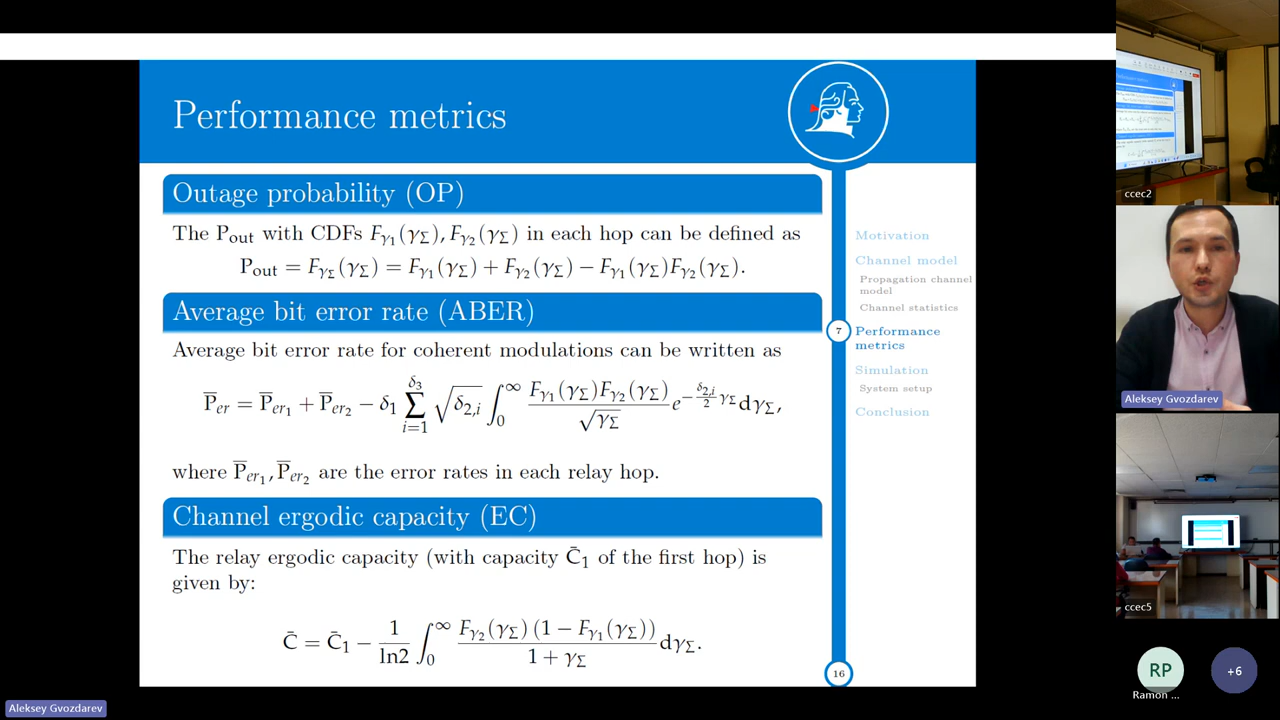 Performance metrics
Outage probability (OP)
The P_out with CDFs F_γ₁(γ_Σ), F_γ₂(γ_Σ) in each hop can be defined as
P_out = F_γ_Σ(γ_Σ) = F_γ₁(γ_Σ) + F_γ₂(γ_Σ) − F_γ₁(γ_Σ)F_γ₂(γ_Σ).
Average bit error rate (ABER)
Average bit error rate for coherent modulations can be written as
P̅_er = P̅_er₁ + P̅_er₂ − δ₁ ∑_{i=1}^{δ₃} √δ_{2,i} ∫_0^∞ F_γ₁(γ_Σ)F_γ₂(γ_Σ) / √γ_Σ e^{−(δ_{2,i}/2)γ_Σ} dγ_Σ,
where P̅_er₁, P̅_er₂ are the error rates in each relay hop.
Channel ergodic capacity (EC)
The relay ergodic capacity (with capacity C̄₁ of the first hop) is
given by:
C̄ = C̄₁ − 1/ln2 ∫_0^∞ F_γ₂(γ_Σ) (1 − F_γ₁(γ_Σ)) / (1 + γ_Σ) dγ_Σ.
Motivation
Channel model
Propagation channel
model
Channel statistics
7
Performance
metrics
Simulation
System setup
Conclusion
16
ccec2
Aleksey Gvozdarev
ccec5
RP
+6
Ramon ...
Aleksey Gvozdarev